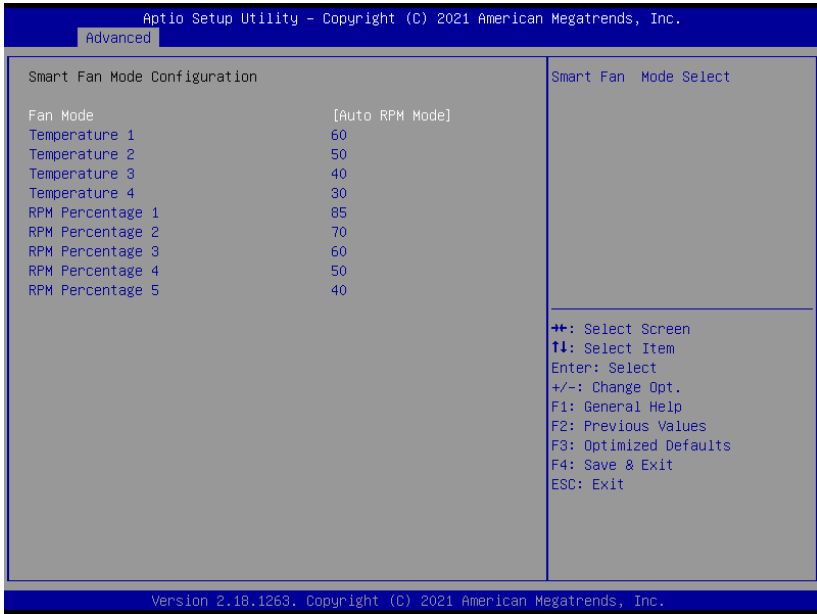 Aptio Setup Utility – Copyright (C) 2021 American Megatrends, Inc.
Advanced
Smart Fan Mode Configuration
Fan Mode [Auto RPM Mode]
Temperature 1 60
Temperature 2 50
Temperature 3 40
Temperature 4 30
RPM Percentage 1 85
RPM Percentage 2 70
RPM Percentage 3 60
RPM Percentage 4 50
RPM Percentage 5 40
Smart Fan Mode Select
→←: Select Screen
↑↓: Select Item
Enter: Select
+/-: Change Opt.
F1: General Help
F2: Previous Values
F3: Optimized Defaults
F4: Save & Exit
ESC: Exit
Version 2.18.1263. Copyright (C) 2021 American Megatrends, Inc.